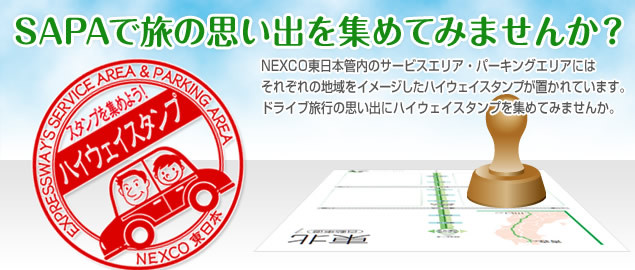 SAPAで旅の思い出を集めてみませんか？
NEXCO東日本管内のサービスエリア・パーキングエリアには
それぞれの地域をイメージしたハイウェイスタンプが置かれています。
ドライブ旅行の思い出にハイウェイスタンプを集めてみませんか。
EXPRESSWAY'S SERVICE AREA & PARKING AREA
スタンプを集めよう！
ハイウェイスタンプ
NEXCO 東日本
東北